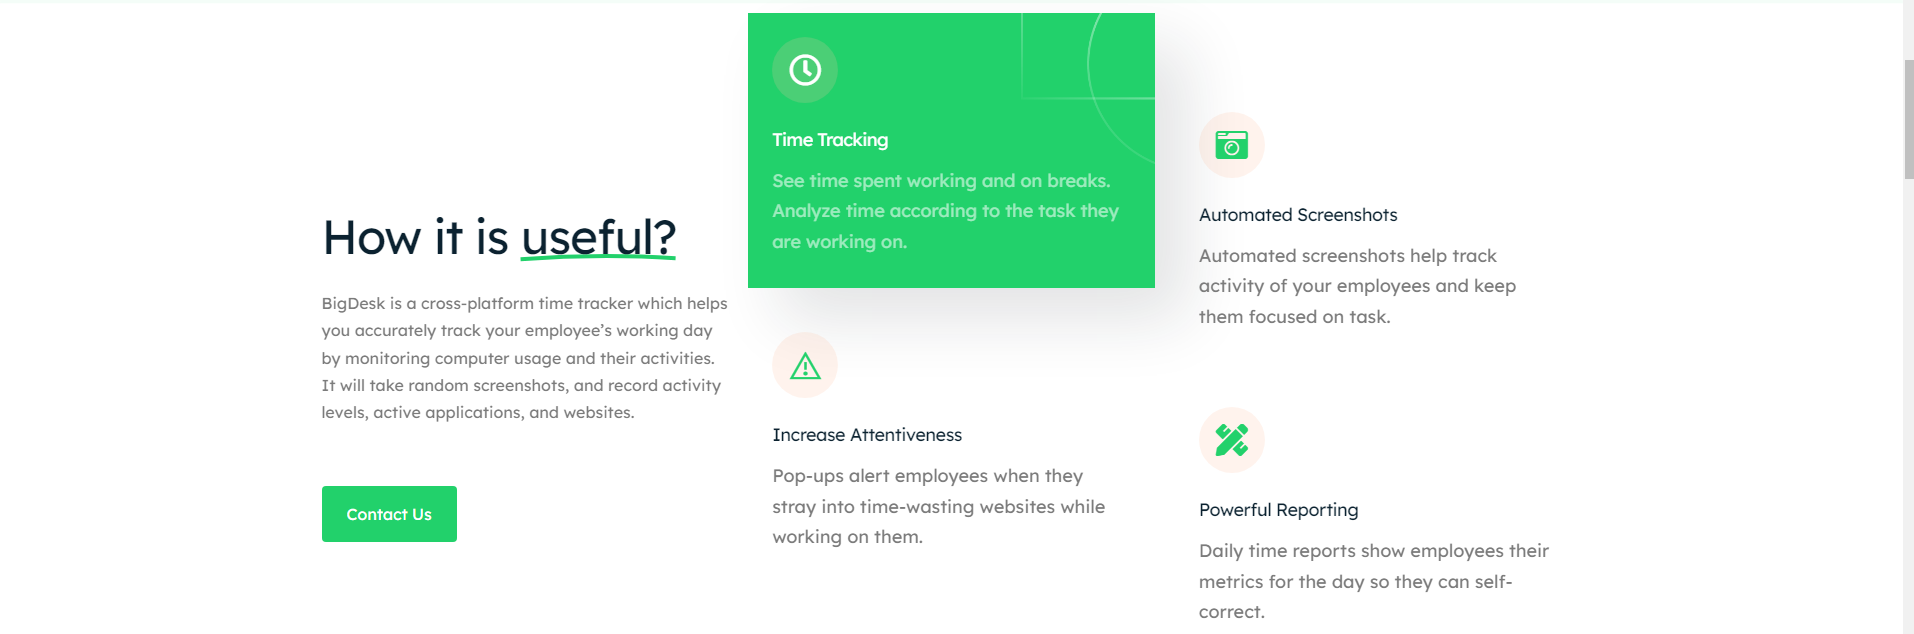 How it is useful?
BigDesk is a cross-platform time tracker which helps
you accurately track your employee’s working day
by monitoring computer usage and their activities.
It will take random screenshots, and record activity
levels, active applications, and websites.
Contact Us
Time Tracking
See time spent working and on breaks.
Analyze time according to the task they
are working on.
Increase Attentiveness
Pop-ups alert employees when they
stray into time-wasting websites while
working on them.
Automated Screenshots
Automated screenshots help track
activity of your employees and keep
them focused on task.
Powerful Reporting
Daily time reports show employees their
metrics for the day so they can self-
correct.